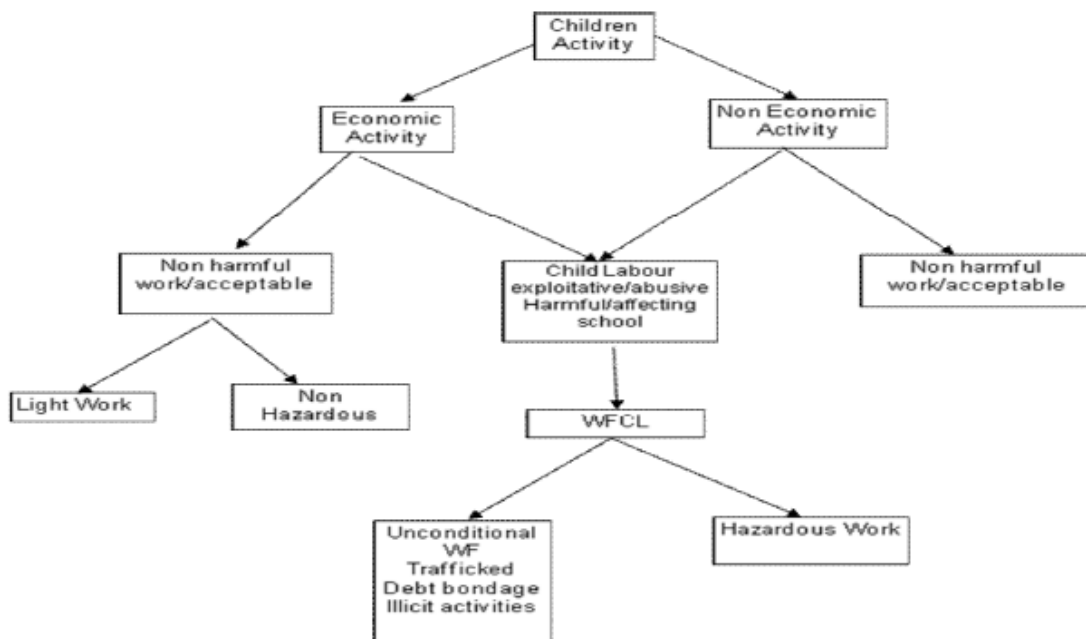 Children
Activity
Economic
Activity
Non Economic
Activity
Non harmful
work/acceptable
Child Labour
exploitative/abusive
Harmful/affecting
school
Non harmful
work/acceptable
Light Work
Non
Hazardous
WFCL
Unconditional
WF
Trafficked
Debt bondage
Illicit activities
Hazardous Work